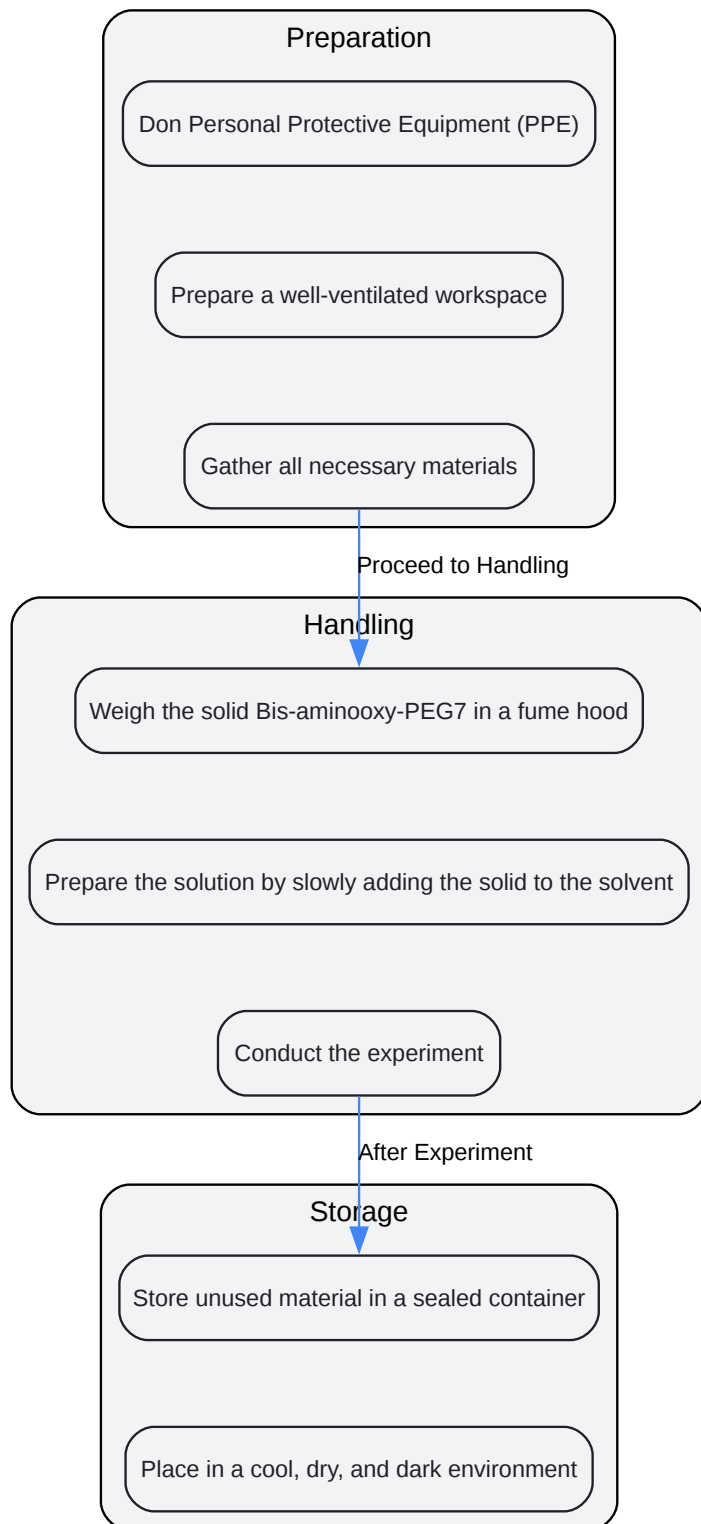 Preparation
Don Personal Protective Equipment (PPE)
Prepare a well-ventilated workspace
Gather all necessary materials
Proceed to Handling
Handling
Weigh the solid Bis-aminooxy-PEG7 in a fume hood
Prepare the solution by slowly adding the solid to the solvent
Conduct the experiment
After Experiment
Storage
Store unused material in a sealed container
Place in a cool, dry, and dark environment